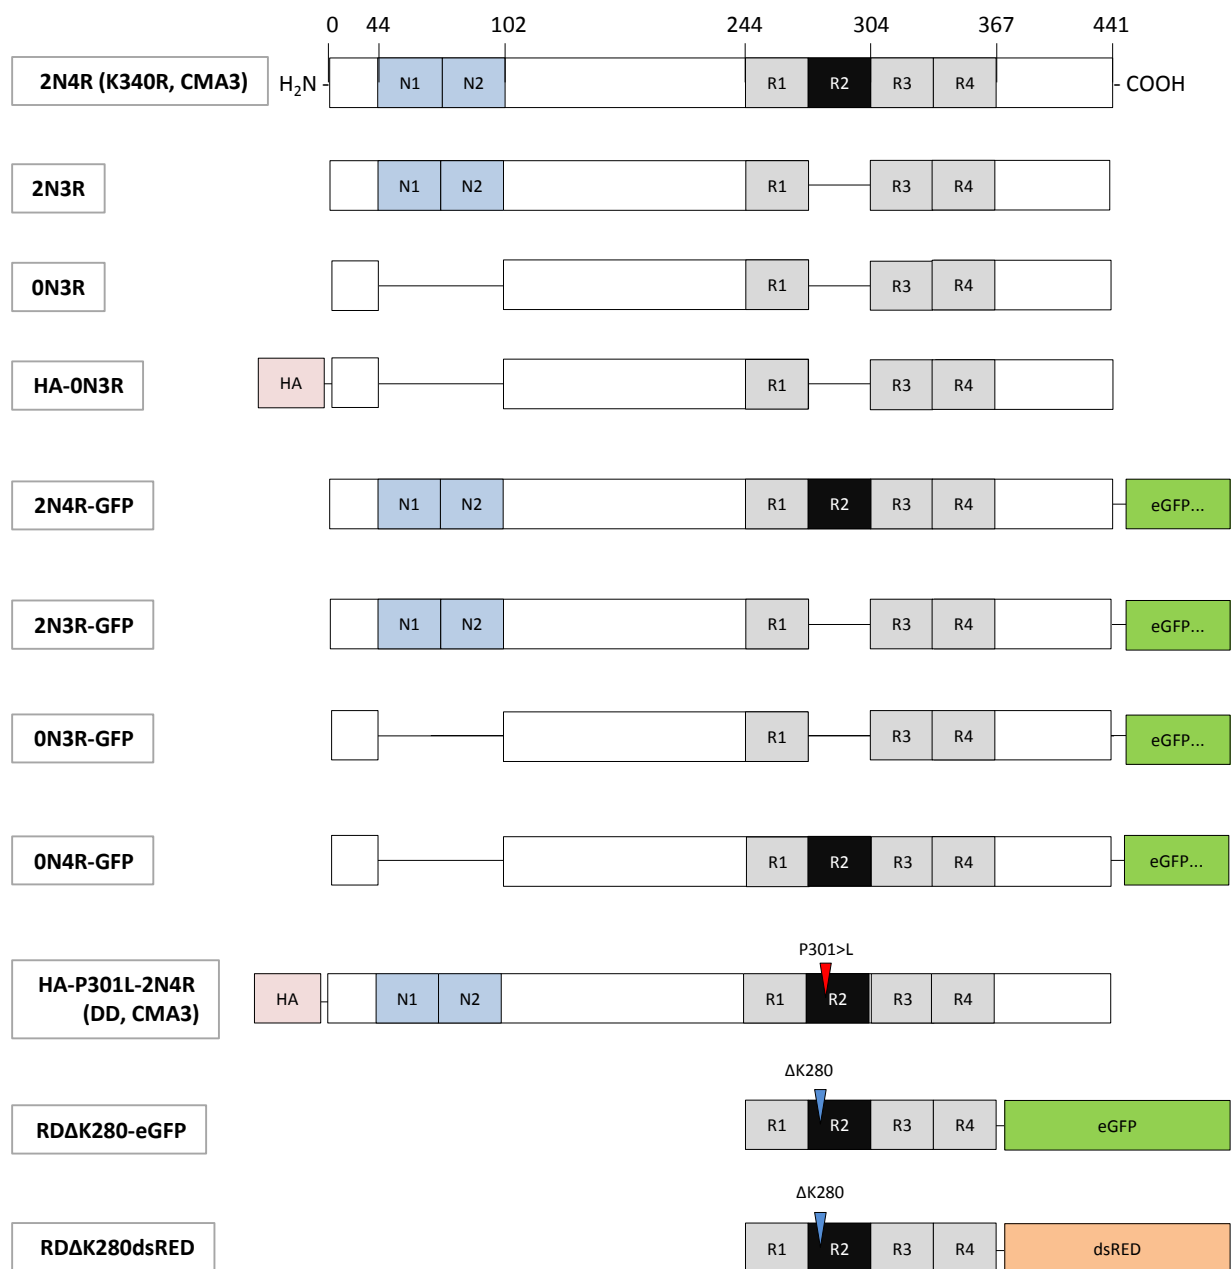 0 44 102 244 304 367 441
2N4R (K340R, CMA3) H₂N - N1 N2 R1 R2 R3 R4 - COOH
2N3R N1 N2 R1 R3 R4
0N3R R1 R3 R4
HA-0N3R HA R1 R3 R4
2N4R-GFP N1 N2 R1 R2 R3 R4 eGFP...
2N3R-GFP N1 N2 R1 R3 R4 eGFP...
0N3R-GFP R1 R3 R4 eGFP...
0N4R-GFP R1 R2 R3 R4 eGFP...
P301>L
HA-P301L-2N4R HA N1 N2 R1 R2 R3 R4
(DD, CMA3)
ΔK280
RDΔK280-eGFP R1 R2 R3 R4 eGFP
ΔK280
RDΔK280dsRED R1 R2 R3 R4 dsRED